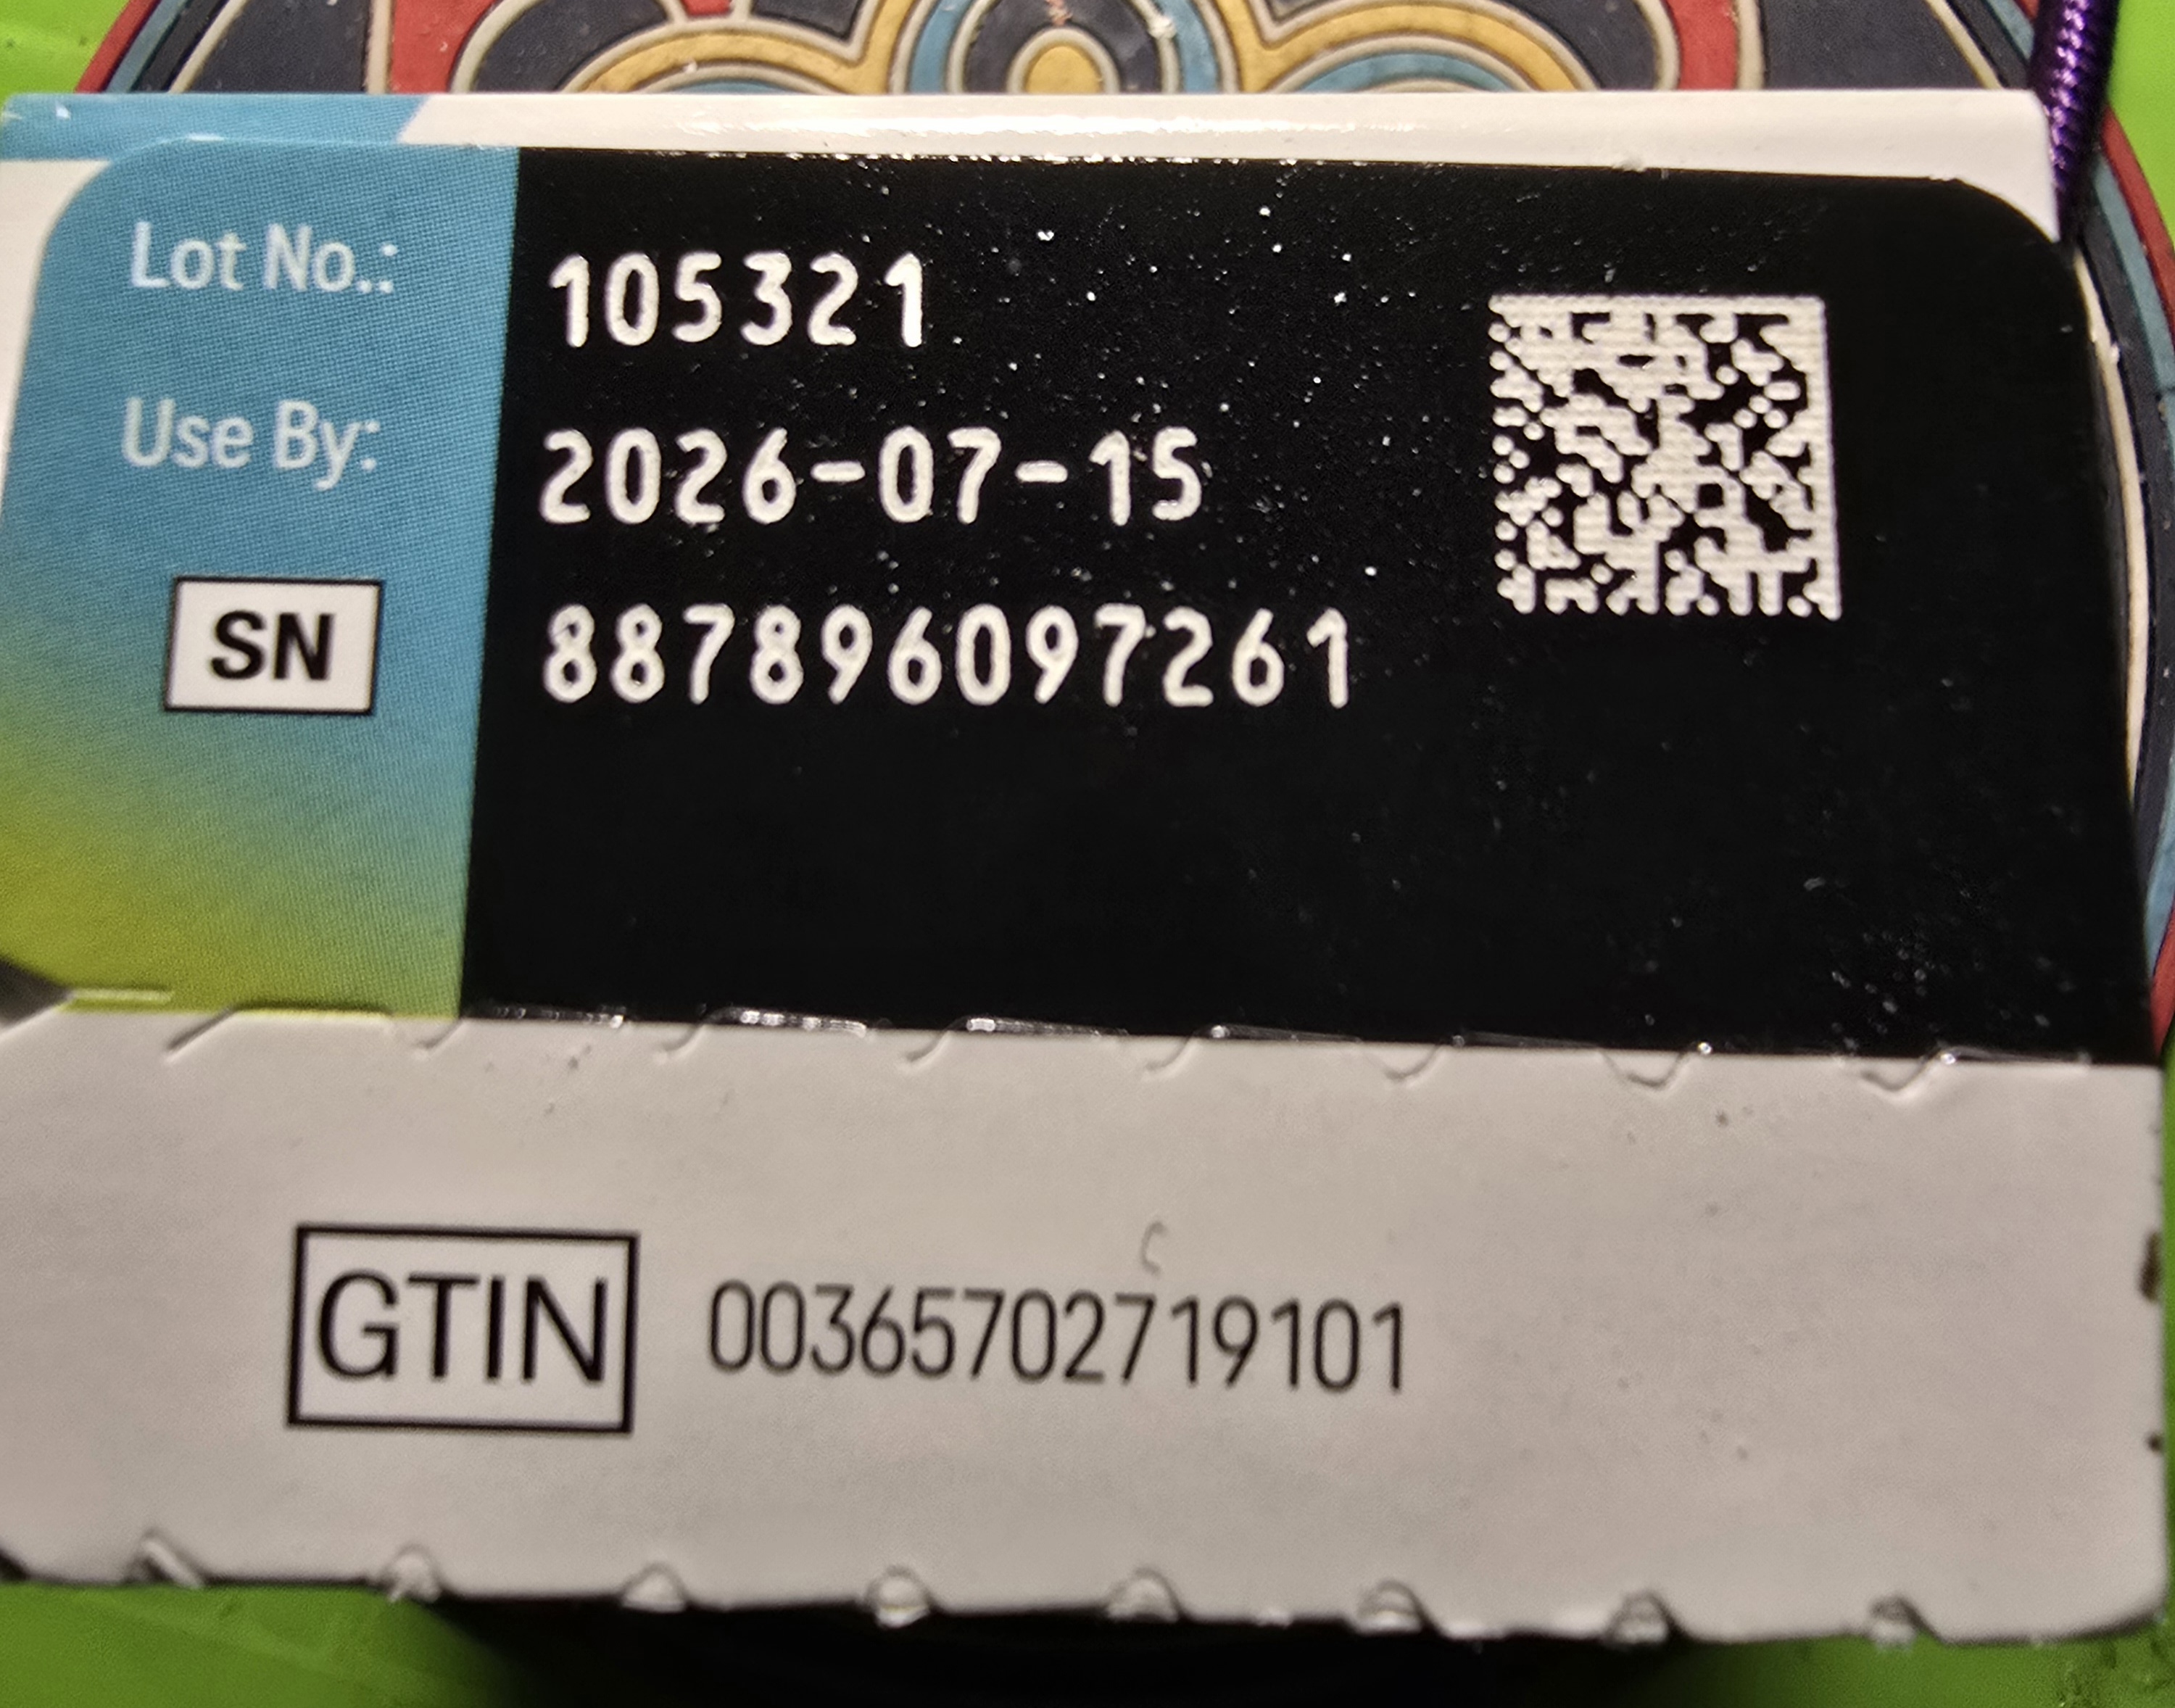 Lot No.: 105321
Use By: 2026-07-15
SN 887896097261
GTIN 00365702719101